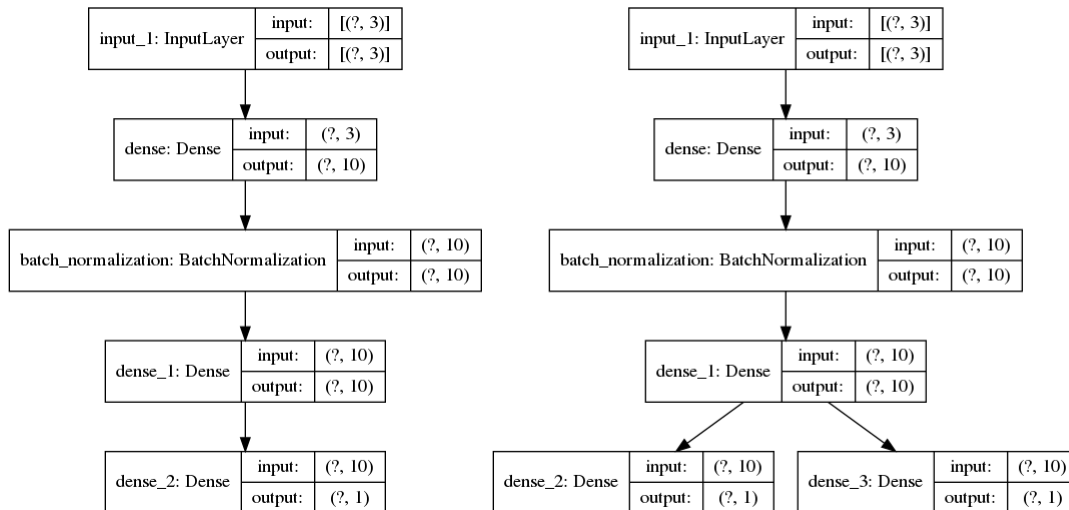 input_1: InputLayer
input: [(?, 3)]
output: [(?, 3)]
dense: Dense
input: (?, 3)
output: (?, 10)
batch_normalization: BatchNormalization
input: (?, 10)
output: (?, 10)
dense_1: Dense
input: (?, 10)
output: (?, 10)
dense_2: Dense
input: (?, 10)
output: (?, 1)
input_1: InputLayer
input: [(?, 3)]
output: [(?, 3)]
dense: Dense
input: (?, 3)
output: (?, 10)
batch_normalization: BatchNormalization
input: (?, 10)
output: (?, 10)
dense_1: Dense
input: (?, 10)
output: (?, 10)
dense_2: Dense
input: (?, 10)
output: (?, 1)
dense_3: Dense
input: (?, 10)
output: (?, 1)